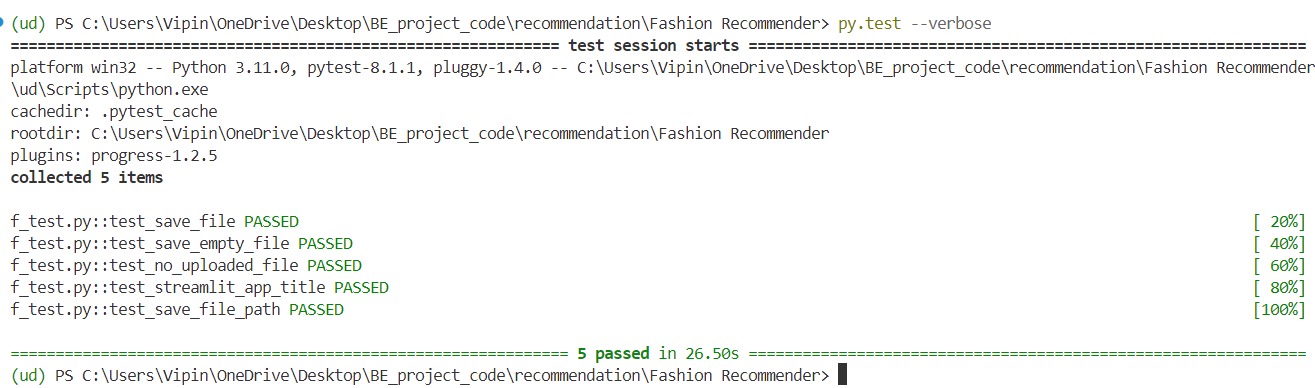 (ud) PS C:\Users\Vipin\OneDrive\Desktop\BE_project_code\recommendation\Fashion Recommender> py.test --verbose
============================================================= test session starts =============================================================
platform win32 -- Python 3.11.0, pytest-8.1.1, pluggy-1.4.0 -- C:\Users\Vipin\OneDrive\Desktop\BE_project_code\recommendation\Fashion Recommender
\ud\Scripts\python.exe
cachedir: .pytest_cache
rootdir: C:\Users\Vipin\OneDrive\Desktop\BE_project_code\recommendation\Fashion Recommender
plugins: progress-1.2.5
collected 5 items
f_test.py::test_save_file PASSED [ 20%]
f_test.py::test_save_empty_file PASSED [ 40%]
f_test.py::test_no_uploaded_file PASSED [ 60%]
f_test.py::test_streamlit_app_title PASSED [ 80%]
f_test.py::test_save_file_path PASSED [100%]
============================================================== 5 passed in 26.50s ==============================================================
(ud) PS C:\Users\Vipin\OneDrive\Desktop\BE_project_code\recommendation\Fashion Recommender>